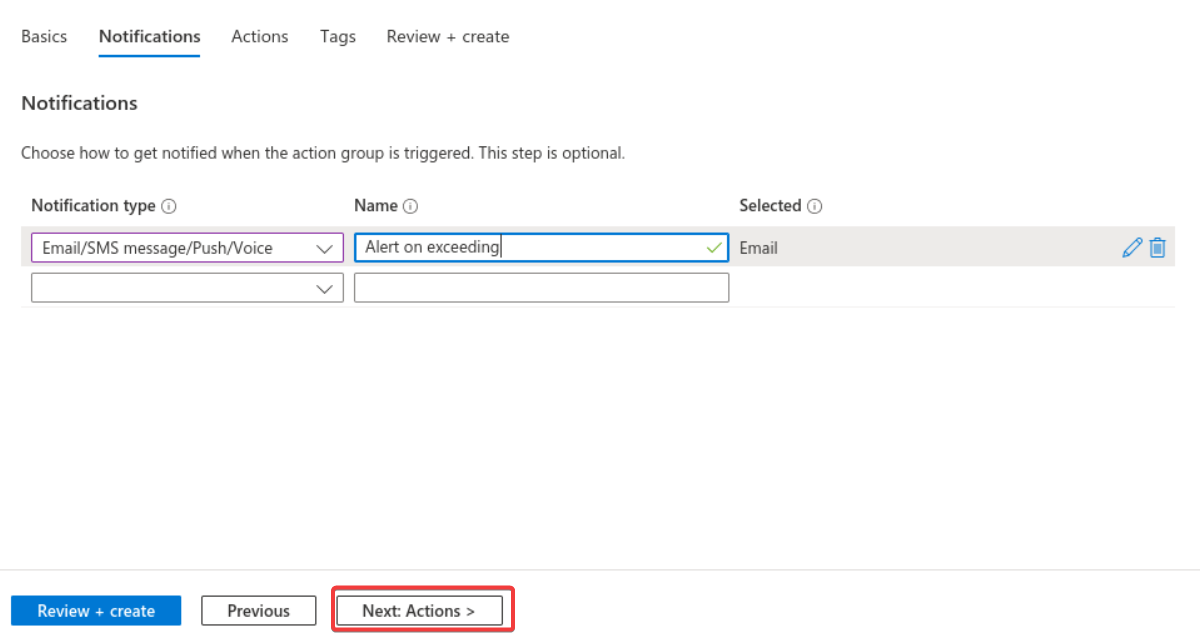 Basics Notifications Actions Tags Review + create
Notifications
Choose how to get notified when the action group is triggered. This step is optional.
Notification type Name Selected
Email/SMS message/Push/Voice Alert on exceeding Email
Review + create Previous Next: Actions >